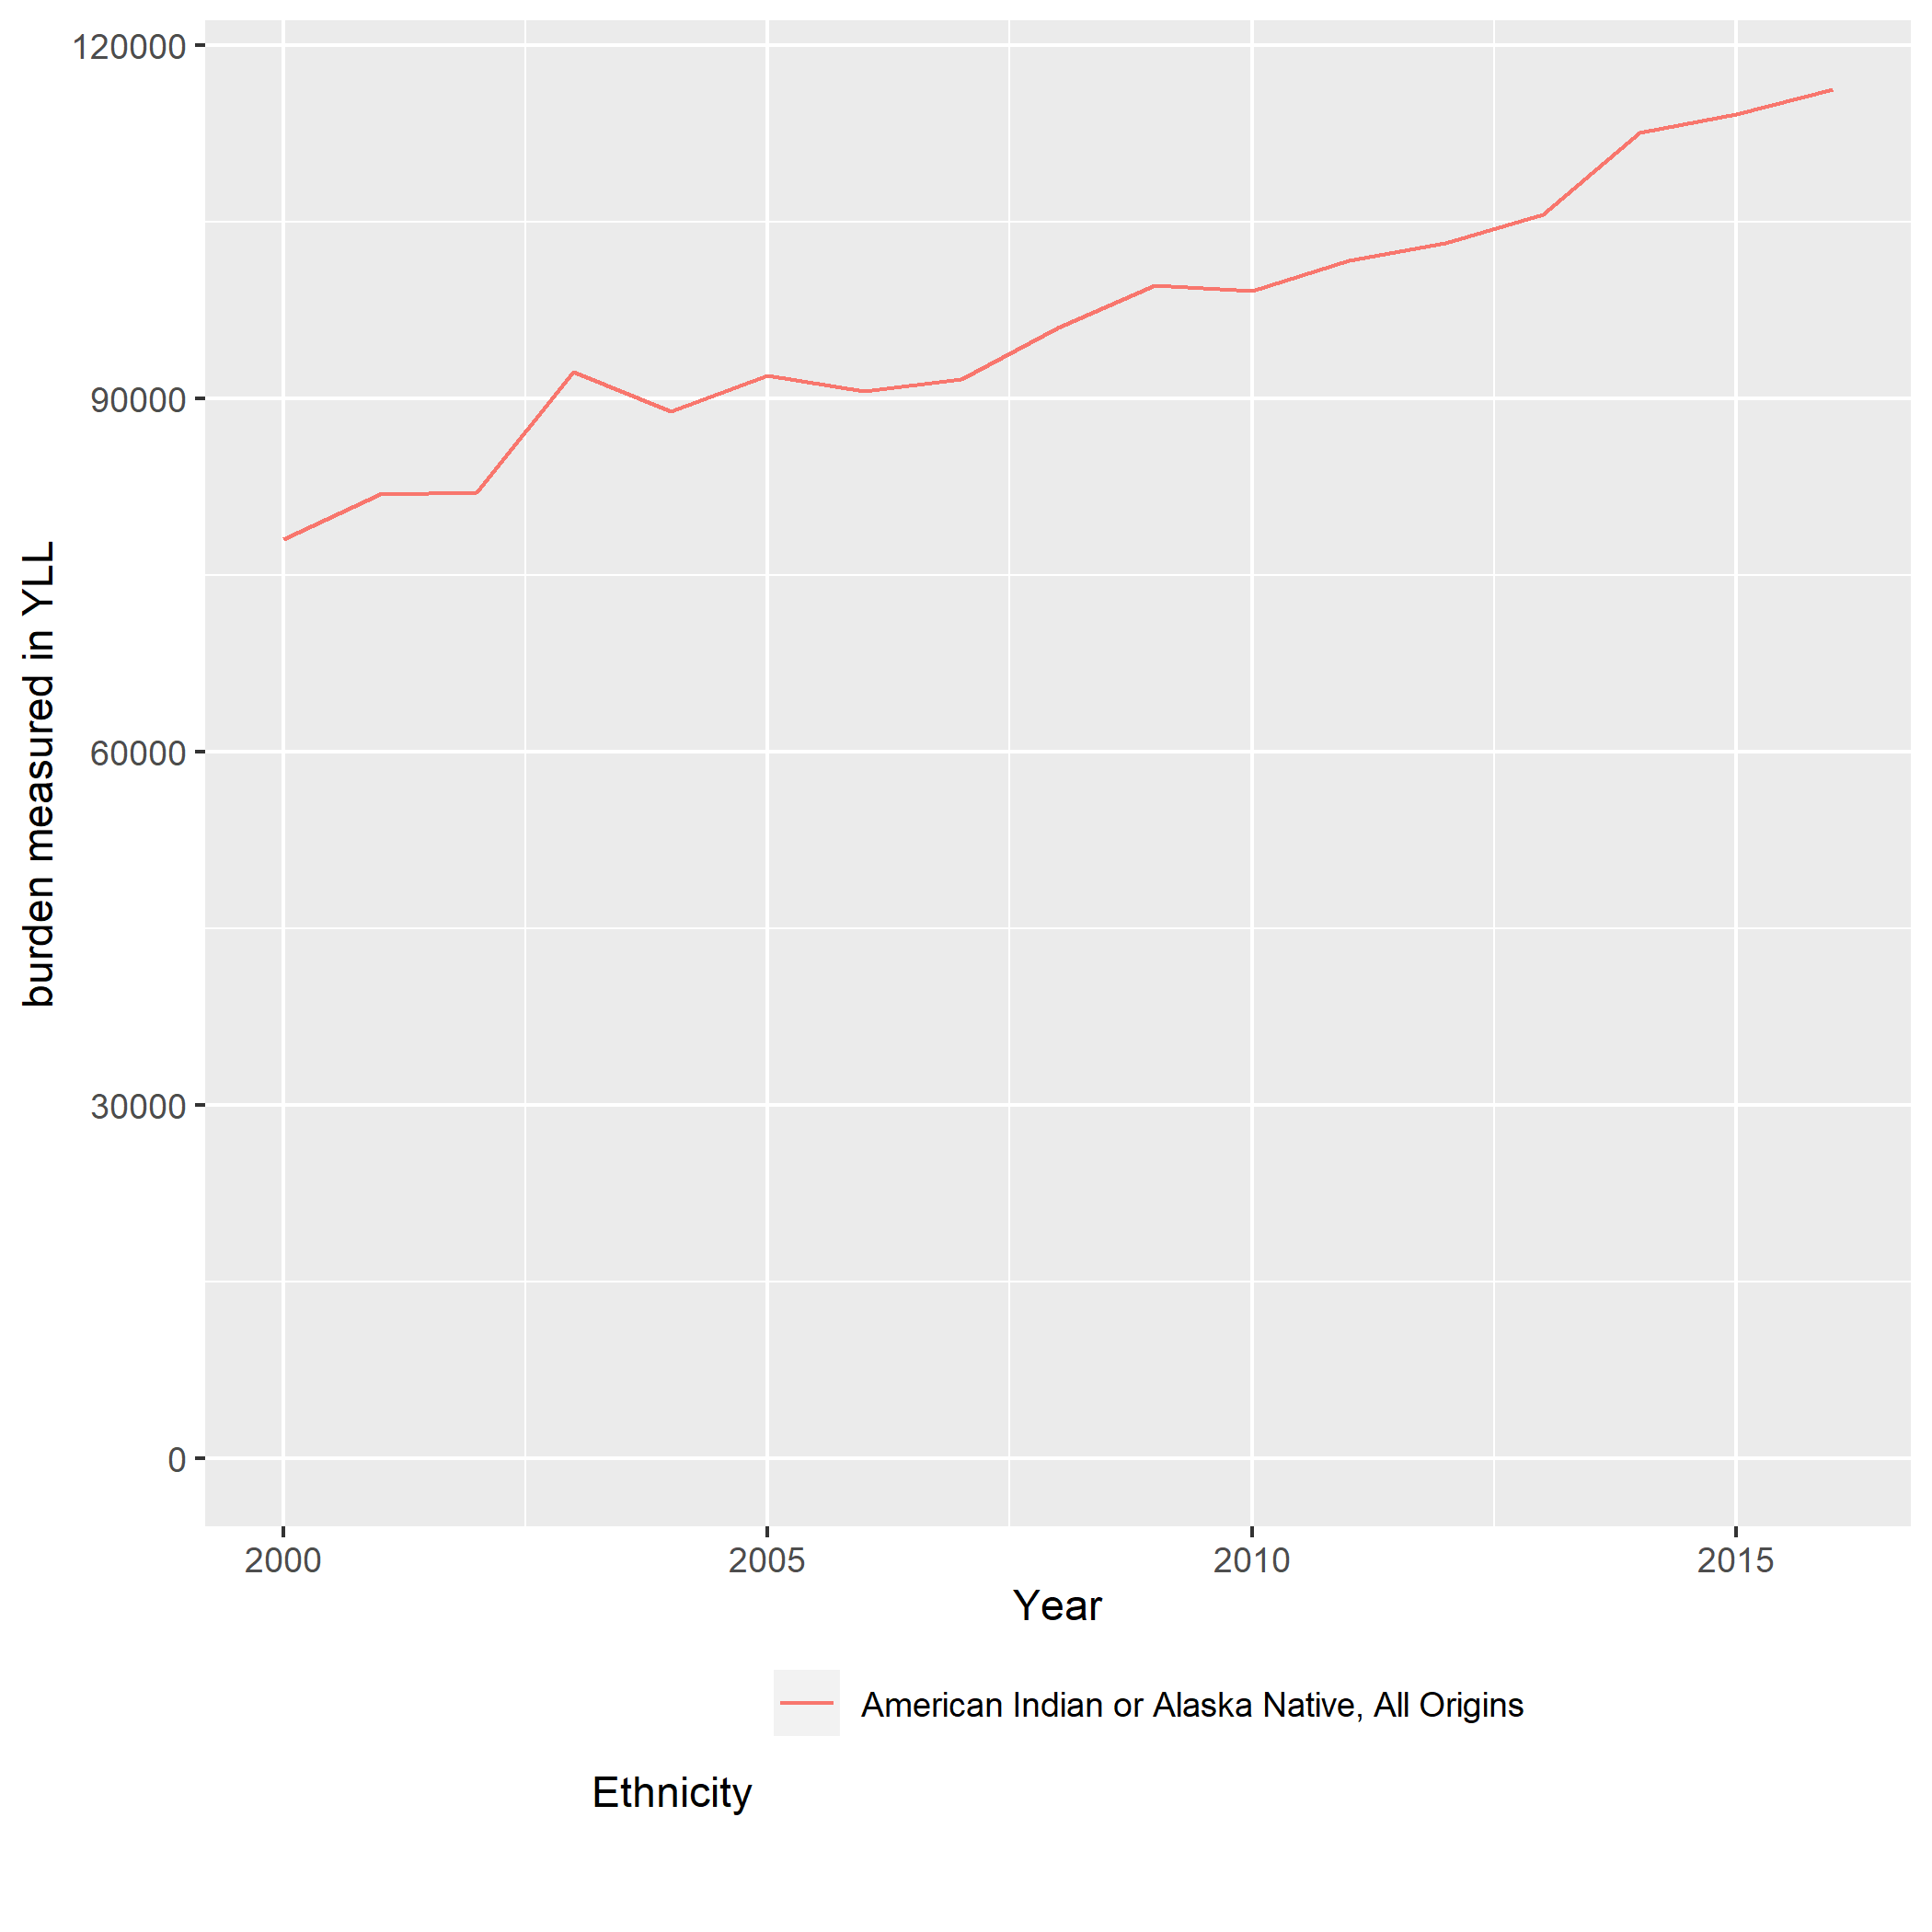 120000
90000
60000
30000
0
burden measured in YLL
2000 2005 2010 2015
Year
American Indian or Alaska Native, All Origins
Ethnicity